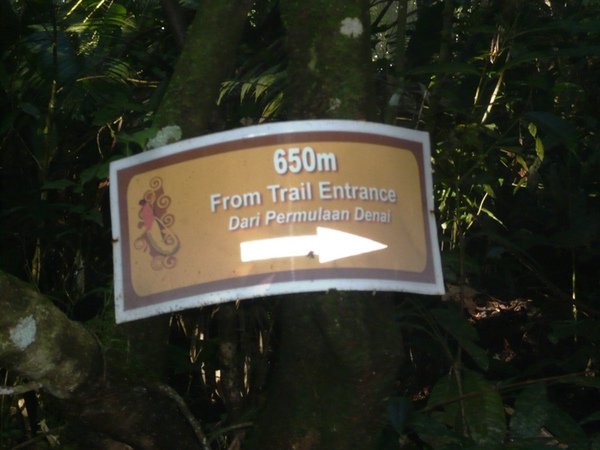 650m
From Trail Entrance
Dari Permulaan Denai